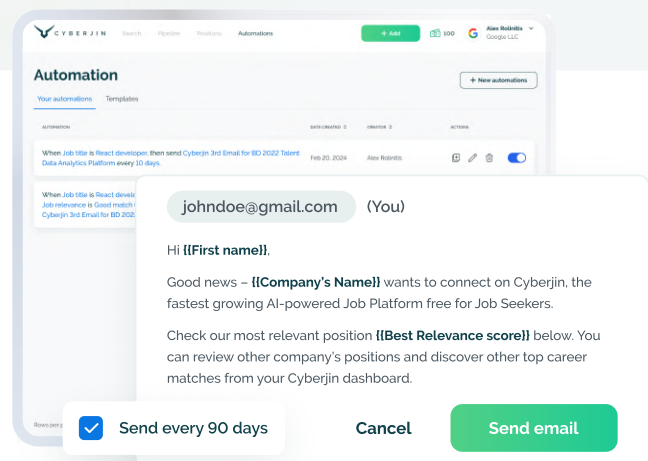 CYBERJIN Search Pipeline Positions Automations + Add 100 G Alex Rolinitis
Google LLC
Automation
+ New automations
Your automations Templates
AUTOMATION DATE CREATED CREATOR ACTIONS
When Job title is React developer, then send Cyberjin 3rd Email for BD 2022 Talent
Data Analytics Platform every 10 days.
Feb 20, 2024 Alex Rolinitis
When Job title is React
Job relevance is Good match
Cyberjin 3rd Email for BD
johndoe@gmail.com (You)
Hi {{First name}},
Good news – {{Company's Name}} wants to connect on Cyberjin, the
fastest growing AI-powered Job Platform free for Job Seekers.
Check our most relevant position {{Best Relevance score}} below. You
can review other company's positions and discover other top career
matches from your Cyberjin dashboard.
Rows per
Send every 90 days Cancel Send email